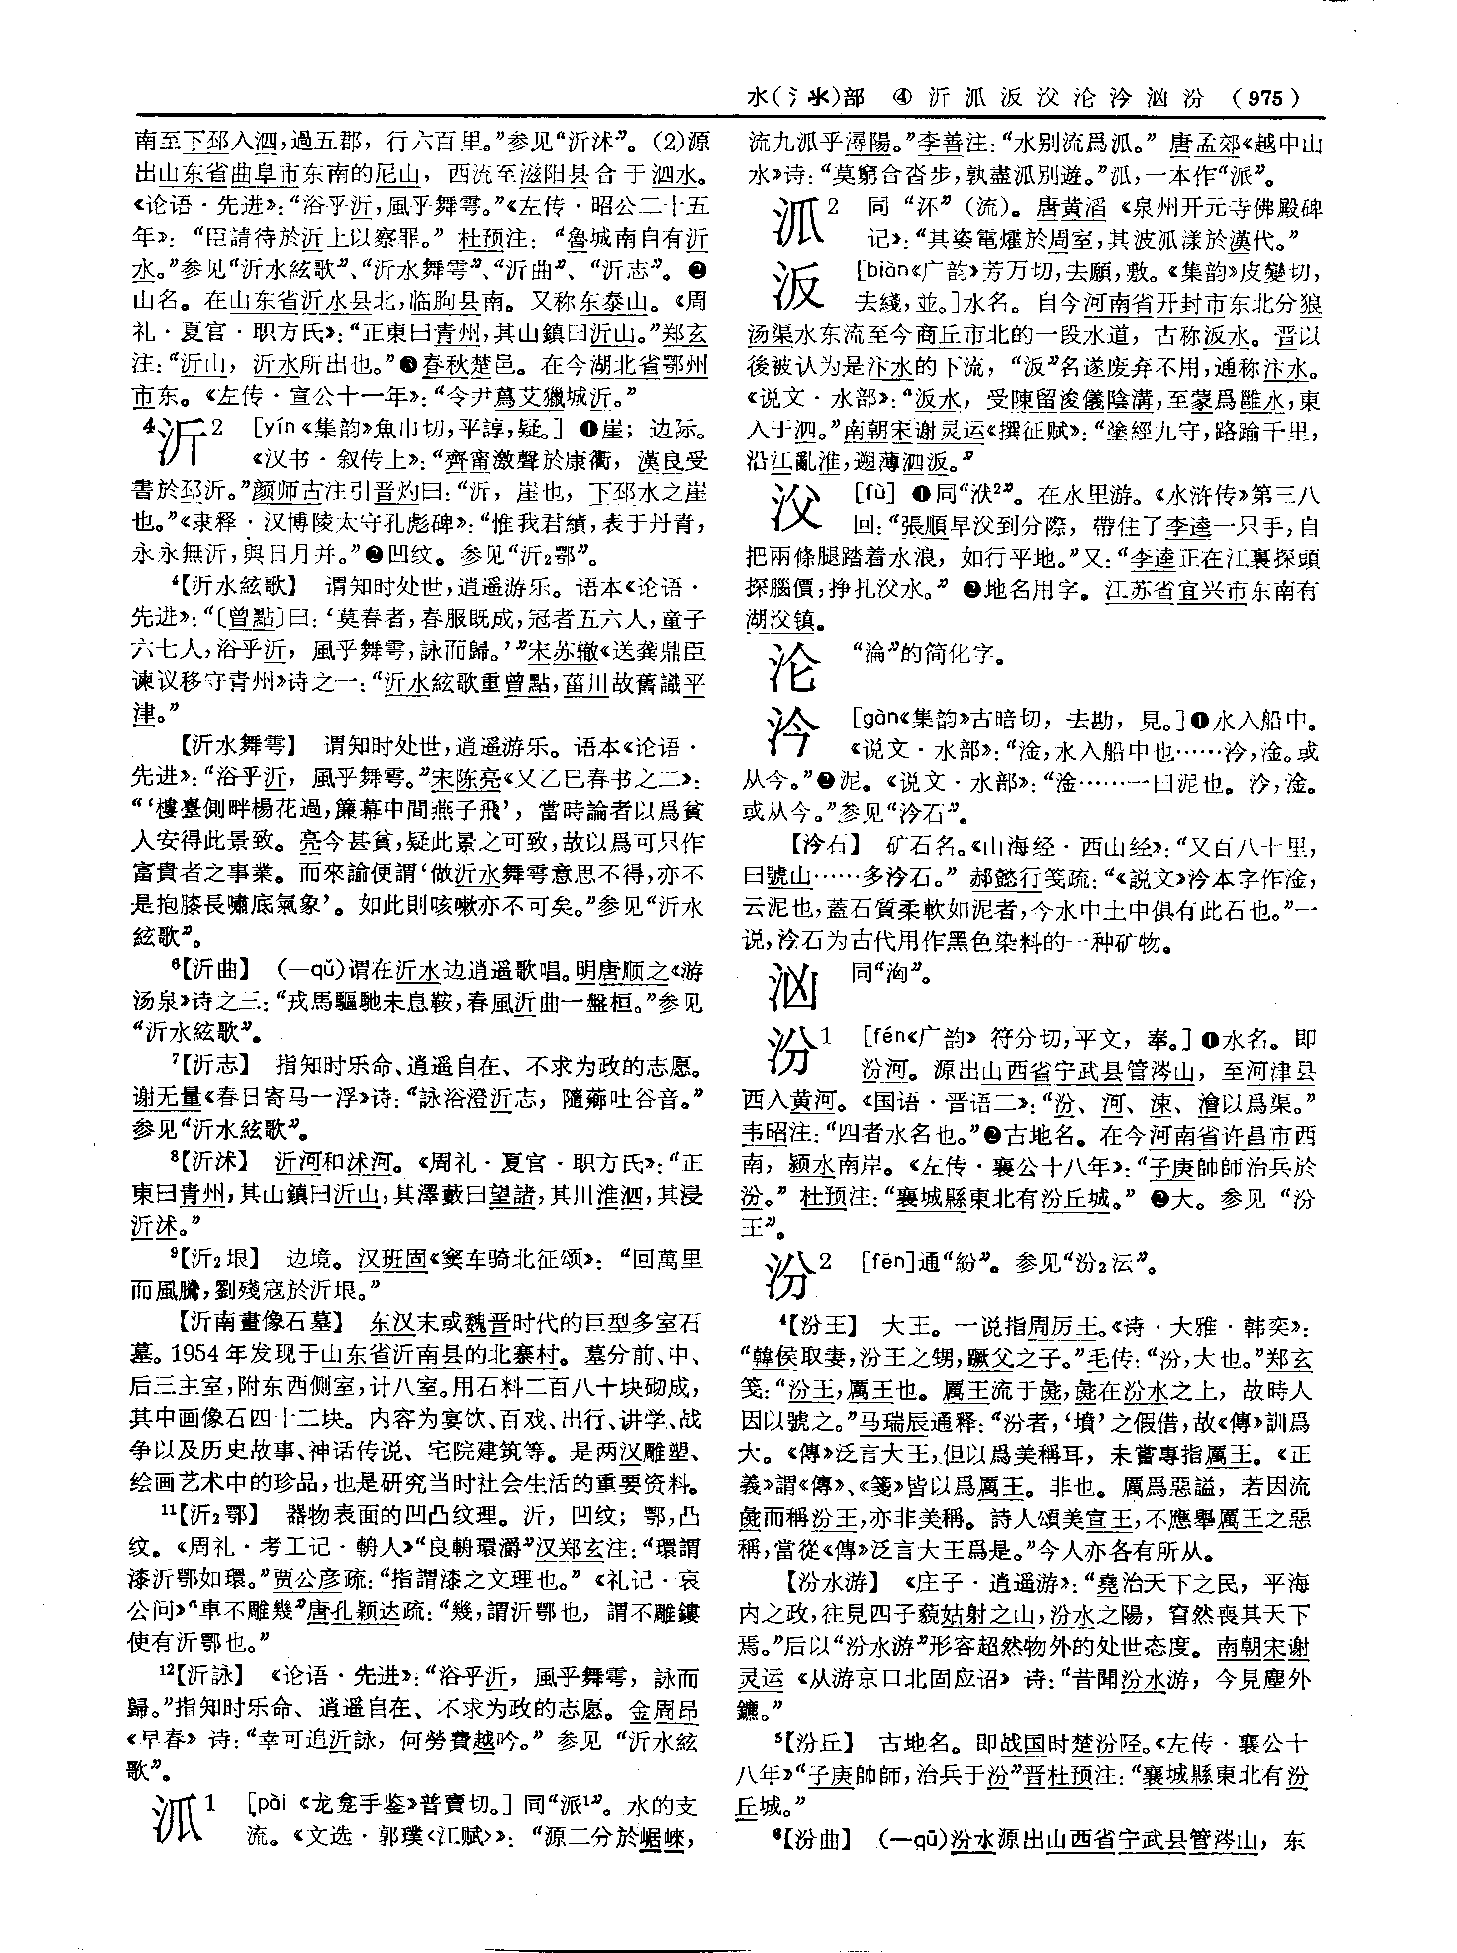 水(氵氺)部 ④ 沂沠汳洨沦汵汹汾 (975)
南至下邳入泗,過五郡,行六百里。”参见“沂沭”。(2)源
出山东省曲阜市东南的尼山,西流至滋阳县合于泗水。
《论语·先进》:“浴乎沂,風乎舞雩。”《左传·昭公二十五
年》:“臣請待於沂上以察罪。”杜预注:“魯城南自有沂
水。”参见“沂水絃歌”、“沂水舞雩”、“沂曲”、“沂志”。❷
山名。在山东省沂水县北,临朐县南。又称东泰山。《周
礼·夏官·职方氏》:“正東曰青州,其山鎮曰沂山。”郑玄
注:“沂山,沂水所出也。”❸春秋楚邑。在今湖北省鄂州
市东。《左传·宣公十一年》:“令尹蔿艾獵城沂。”
4沂2 [yín《集韵》魚巾切,平諄,疑。] ❶崖;边际。
《汉书·叙传上》:“齊甯激聲於康衢,漢良受
書於邳沂。”颜师古注引晋灼曰:“沂,崖也,下邳水之崖
也。”《隶释·汉博陵太守孔彪碑》:“惟我君績,表于丹青,
永永無沂,與日月并。”❷凹纹。参见“沂₂鄂”。
4【沂水絃歌】 谓知时处世,逍遥游乐。语本《论语·
先进》:“〔曾點〕曰:‘莫春者,春服既成,冠者五六人,童子
六七人,浴乎沂,風乎舞雩,詠而歸。’”宋苏辙《送龚鼎臣
谏议移守青州》诗之一:“沂水絃歌重曾點,菑川故舊識平
津。”
【沂水舞雩】 谓知时处世,逍遥游乐。语本《论语·
先进》:“浴乎沂,風乎舞雩。”宋陈亮《又乙巳春书之二》:
“‘樓臺側畔楊花過,簾幕中間燕子飛’,當時論者以爲貧
人安得此景致。亮今甚貧,疑此景之可致,故以爲可只作
富貴者之事業。而來諭便謂‘做沂水舞雩意思不得,亦不
是抱膝長嘯底氣象’。如此則咳嗽亦不可矣。”参见“沂水
絃歌”。
6【沂曲】 (—qǔ)谓在沂水边逍遥歌唱。明唐顺之《游
汤泉》诗之三:“戎馬驅馳未息鞍,春風沂曲一盤桓。”参见
“沂水絃歌”。
7【沂志】 指知时乐命、逍遥自在、不求为政的志愿。
谢无量《春日寄马一浮》诗:“詠浴澄沂志,隨薌吐谷音。”
参见“沂水絃歌”。
8【沂沭】 沂河和沭河。《周礼·夏官·职方氏》:“正
東曰青州,其山鎮曰沂山,其澤藪曰望諸,其川淮泗,其浸
沂沭。”
9【沂₂垠】 边境。汉班固《窦车骑北征颂》:“回萬里
而風騰,劉殘寇於沂垠。”
【沂南畫像石墓】 东汉末或魏晋时代的巨型多室石
墓。1954年发现于山东省沂南县的北寨村。墓分前、中、
后三主室,附东西侧室,计八室。用石料二百八十块砌成,
其中画像石四十二块。内容为宴饮、百戏、出行、讲学、战
争以及历史故事、神话传说、宅院建筑等。是两汉雕塑、
绘画艺术中的珍品,也是研究当时社会生活的重要资料。
11【沂₂鄂】 器物表面的凹凸纹理。沂,凹纹;鄂,凸
纹。《周礼·考工记·輈人》“良輈環灂”汉郑玄注:“環謂
漆沂鄂如環。”贾公彦疏:“指謂漆之文理也。”《礼记·哀
公问》“車不雕幾”唐孔颖达疏:“幾,謂沂鄂也,謂不雕鏤
使有沂鄂也。”
12【沂詠】 《论语·先进》:“浴乎沂,風乎舞雩,詠而
歸。”指知时乐命、逍遥自在、不求为政的志愿。金周昂
《早春》诗:“幸可追沂詠,何勞費越吟。”参见“沂水絃
歌”。
沠1 [pài《龙龛手鉴》普賣切。]同“派¹”。水的支
流。《文选·郭璞〈江赋〉》:“源二分於崌崍,
流九沠乎潯陽。”李善注:“水别流爲沠。”唐孟郊《越中山
水》诗:“莫窮合沓步,孰盡沠別遊。”沠,一本作“派”。
沠2 同“㳅”(流)。唐黄滔《泉州开元寺佛殿碑
记》:“其姿電燿於周室,其波沠漾於漢代。”
汳 [biàn《广韵》芳万切,去願,敷。《集韵》皮變切,
去綫,並。]水名。自今河南省开封市东北分狼
汤渠水东流至今商丘市北的一段水道,古称汳水。晋以
後被认为是汴水的下流,“汳”名遂废弃不用,通称汴水。
《说文·水部》:“汳水,受陳留浚儀陰溝,至蒙爲雝水,東
入于泗。”南朝宋谢灵运《撰征赋》:“塗經九守,路踰千里,
沿江亂淮,遡薄泗汳。”
㳇 [fù] ❶同“洑²”。在水里游。《水浒传》第三八
回:“張順早㳇到分際,帶住了李逵一只手,自
把兩條腿踏着水浪,如行平地。”又:“李逵正在江裏探頭
探腦價,挣扎㳇水。” ❷地名用字。江苏省宜兴市东南有
湖㳇镇。
沦 “淪”的简化字。
汵 [gàn《集韵》古暗切,去勘,見。]❶水入船中。
《说文·水部》:“淦,水入船中也……汵,淦。或
从今。”❷泥。《说文·水部》:“淦……一曰泥也。汵,淦。
或从今。”参见“汵石”。
【汵石】 矿石名。《山海经·西山经》:“又百八十里,
曰號山……多汵石。”郝懿行笺疏:“《説文》汵本字作淦,
云泥也,蓋石質柔軟如泥者,今水中土中俱有此石也。”一
说,汵石为古代用作黑色染料的一种矿物。
汹 同“洶”。
汾1 [fén《广韵》符分切,平文,奉。]❶水名。即
汾河。源出山西省宁武县管涔山,至河津县
西入黄河。《国语·晋语二》:“汾、河、涑、澮以爲渠。”
韦昭注:“四者水名也。”❷古地名。在今河南省许昌市西
南,颍水南岸。《左传·襄公十八年》:“子庚帥師治兵於
汾。”杜预注:“襄城縣東北有汾丘城。” ❷大。参见“汾
王”。
汾2 [fēn]通“紛”。参见“汾₂沄”。
4【汾王】 大王。一说指周厉王。《诗·大雅·韩奕》:
“韓侯取妻,汾王之甥,蹶父之子。”毛传:“汾,大也。”郑玄
笺:“汾王,厲王也。厲王流于彘,彘在汾水之上,故時人
因以號之。”马瑞辰通释:“汾者,‘墳’之假借,故《傳》訓爲
大。《傳》泛言大王,但以爲美稱耳,未嘗專指厲王。《正
義》謂《傳》、《箋》皆以爲厲王。非也。厲爲惡謚,若因流
彘而稱汾王,亦非美稱。詩人頌美宣王,不應舉厲王之惡
稱,當從《傳》泛言大王爲是。”今人亦各有所从。
【汾水游】 《庄子·逍遥游》:“堯治天下之民,平海
内之政,往見四子藐姑射之山,汾水之陽,窅然喪其天下
焉。”后以“汾水游”形容超然物外的处世态度。南朝宋谢
灵运《从游京口北固应诏》诗:“昔聞汾水游,今見塵外
鑣。”
5【汾丘】 古地名。即战国时楚汾陉。《左传·襄公十
八年》“子庚帥師,治兵于汾”晋杜预注:“襄城縣東北有汾
丘城。”
6【汾曲】 (—qū)汾水源出山西省宁武县管涔山,东